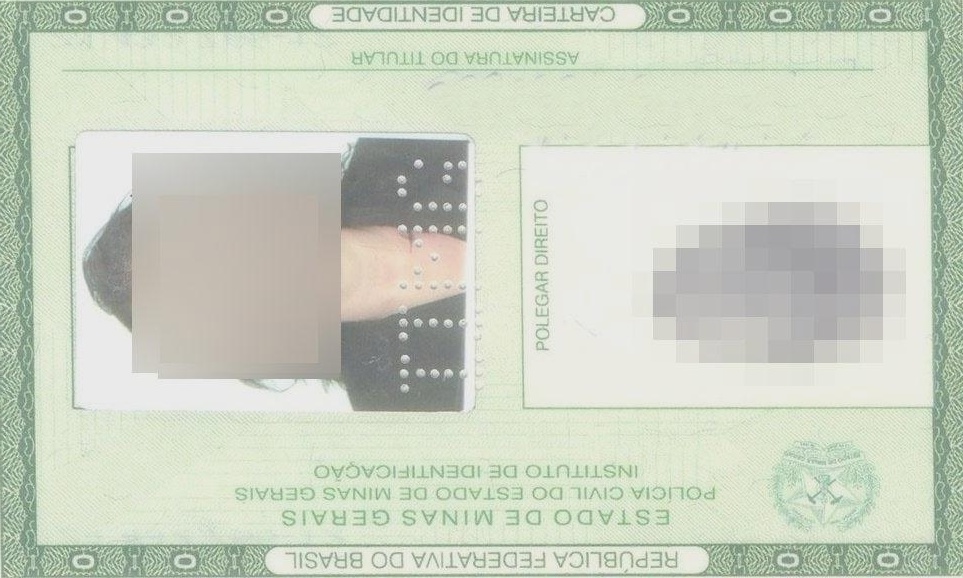 REPÚBLICA FEDERATIVA DO BRASIL
ESTADO DE MINAS GERAIS
POLÍCIA CIVIL DO ESTADO DE MINAS GERAIS
INSTITUTO DE IDENTIFICAÇÃO
POLEGAR DIREITO
ASSINATURA DO TITULAR
CARTEIRA DE IDENTIDADE